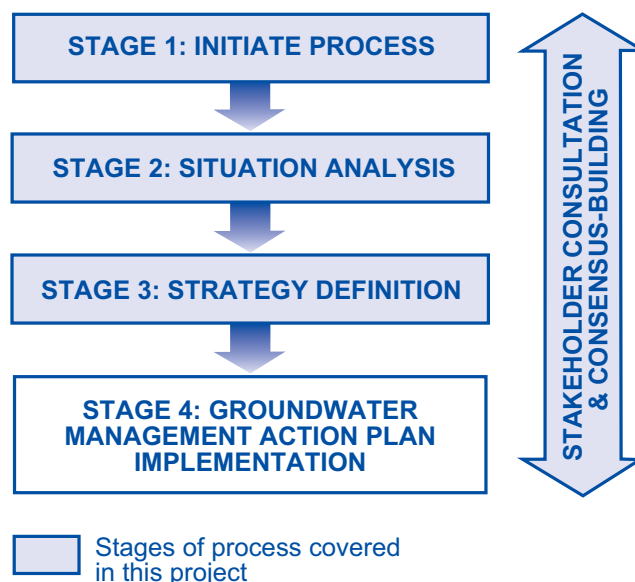 STAGE 1: INITIATE PROCESS
STAGE 2: SITUATION ANALYSIS
STAGE 3: STRATEGY DEFINITION
STAGE 4: GROUNDWATER
MANAGEMENT ACTION PLAN
IMPLEMENTATION
STAKEHOLDER CONSULTATION
& CONSENSUS-BUILDING
Stages of process covered
in this project